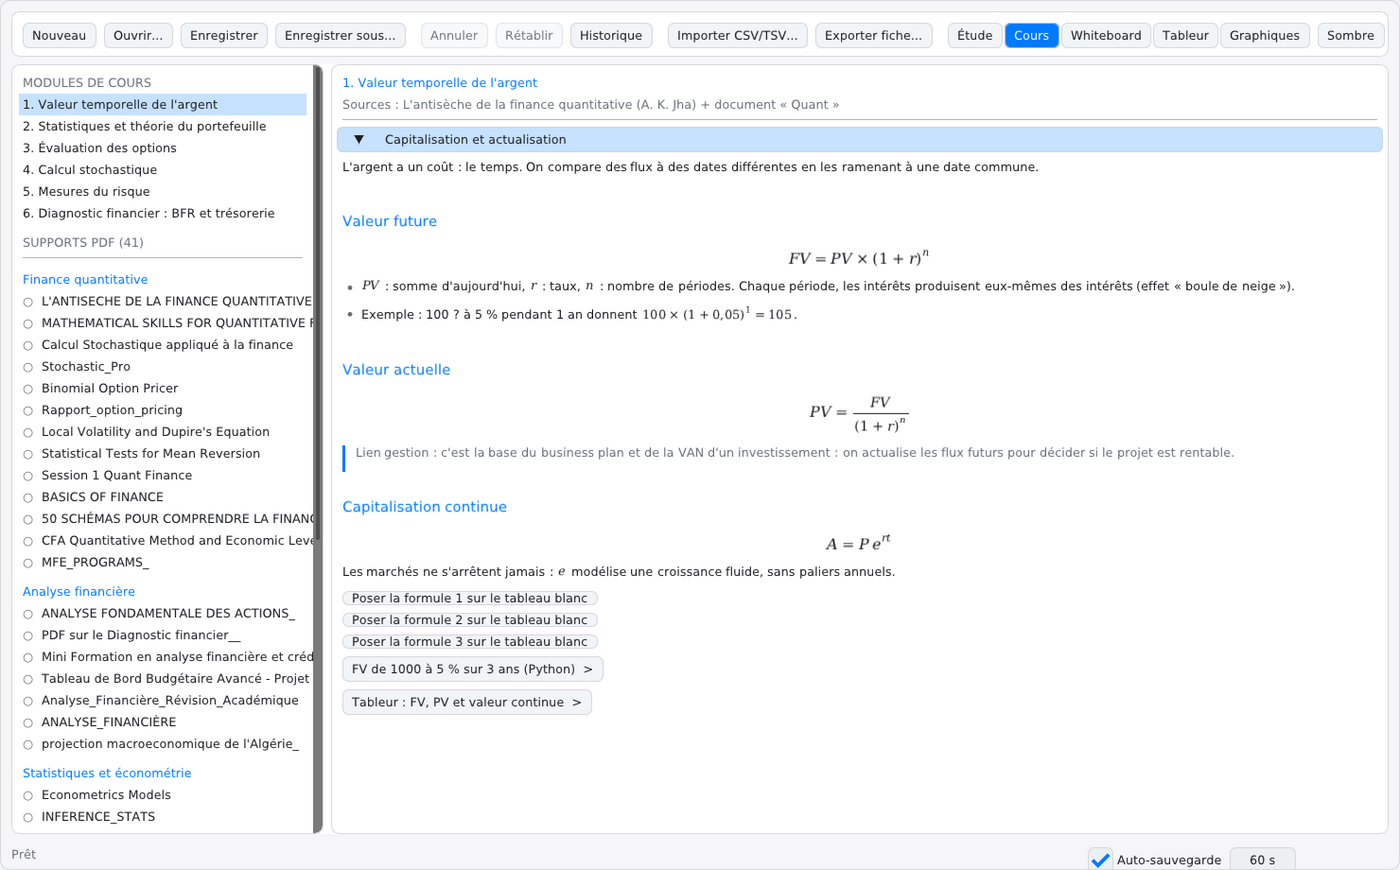 Nouveau Ouvrir... Enregistrer Enregistrer sous... Annuler Rétablir Historique Importer CSV/TSV... Exporter fiche... Étude Cours Whiteboard Tableur Graphiques Sombre
MODULES DE COURS
1. Valeur temporelle de l'argent
2. Statistiques et théorie du portefeuille
3. Évaluation des options
4. Calcul stochastique
5. Mesures du risque
6. Diagnostic financier : BFR et trésorerie
SUPPORTS PDF (41)
Finance quantitative
L'ANTISECHE DE LA FINANCE QUANTITATIVE
MATHEMATICAL SKILLS FOR QUANTITATIVE
Calcul Stochastique appliqué à la finance
Stochastic_Pro
Binomial Option Pricer
Rapport_option_pricing
Local Volatility and Dupire's Equation
Statistical Tests for Mean Reversion
Session 1 Quant Finance
BASICS OF FINANCE
50 SCHÉMAS POUR COMPRENDRE LA FINANC
CFA Quantitative Method and Economic Leve
MFE_PROGRAMS_
Analyse financière
ANALYSE FONDAMENTALE DES ACTIONS_
PDF sur le Diagnostic financier__
Mini Formation en analyse financière et créd
Tableau de Bord Budgétaire Avancé - Projet
Analyse_Financière_Révision_Académique
ANALYSE_FINANCIÈRE
projection macroeconomique de l'Algérie_
Statistiques et économétrie
Econometrics Models
INFERENCE_STATS
1. Valeur temporelle de l'argent
Sources : L'antisèche de la finance quantitative (A. K. Jha) + document « Quant »
▼ Capitalisation et actualisation
L'argent a un coût : le temps. On compare des flux à des dates différentes en les ramenant à une date commune.
Valeur future
FV = PV × (1 + r)^n
• PV : somme d'aujourd'hui, r : taux, n : nombre de périodes. Chaque période, les intérêts produisent eux-mêmes des intérêts (effet « boule de neige »).
• Exemple : 100 ? à 5 % pendant 1 an donnent 100 × (1 + 0,05)^1 = 105.
Valeur actuelle
PV = FV / (1 + r)^n
Lien gestion : c'est la base du business plan et de la VAN d'un investissement : on actualise les flux futurs pour décider si le projet est rentable.
Capitalisation continue
A = P e^rt
Les marchés ne s'arrêtent jamais : e modélise une croissance fluide, sans paliers annuels.
Poser la formule 1 sur le tableau blanc
Poser la formule 2 sur le tableau blanc
Poser la formule 3 sur le tableau blanc
FV de 1000 à 5 % sur 3 ans (Python) >
Tableur : FV, PV et valeur continue >
Prêt
Auto-sauvegarde 60 s